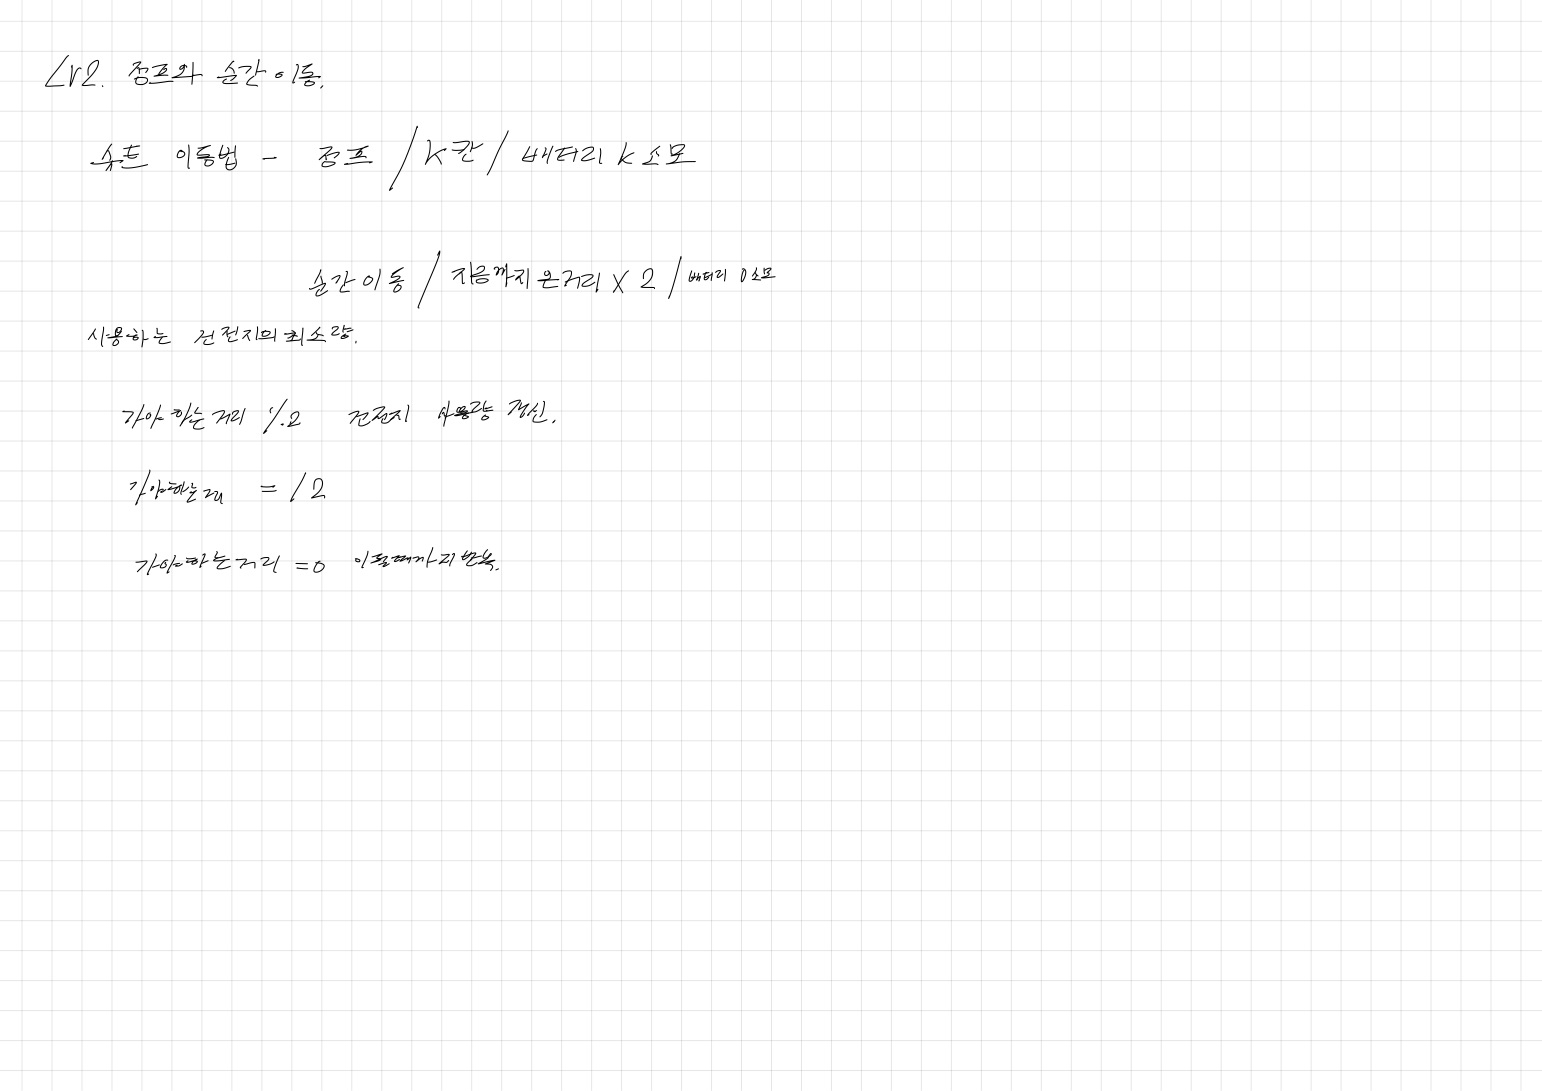 Lv2. 점프와 순간이동.
슈트 이동법 - 점프 / K칸 / 배터리 K 소모
순간이동 / 지금까지 온거리 X 2 / 배터리 0 소모
사용하는 건전지의 최소량.
가야 하는 거리 % 2 건전지 사용량 갱신.
가야하는거리 = / 2
가야하는거리 = 0 이 될때까지 반복.